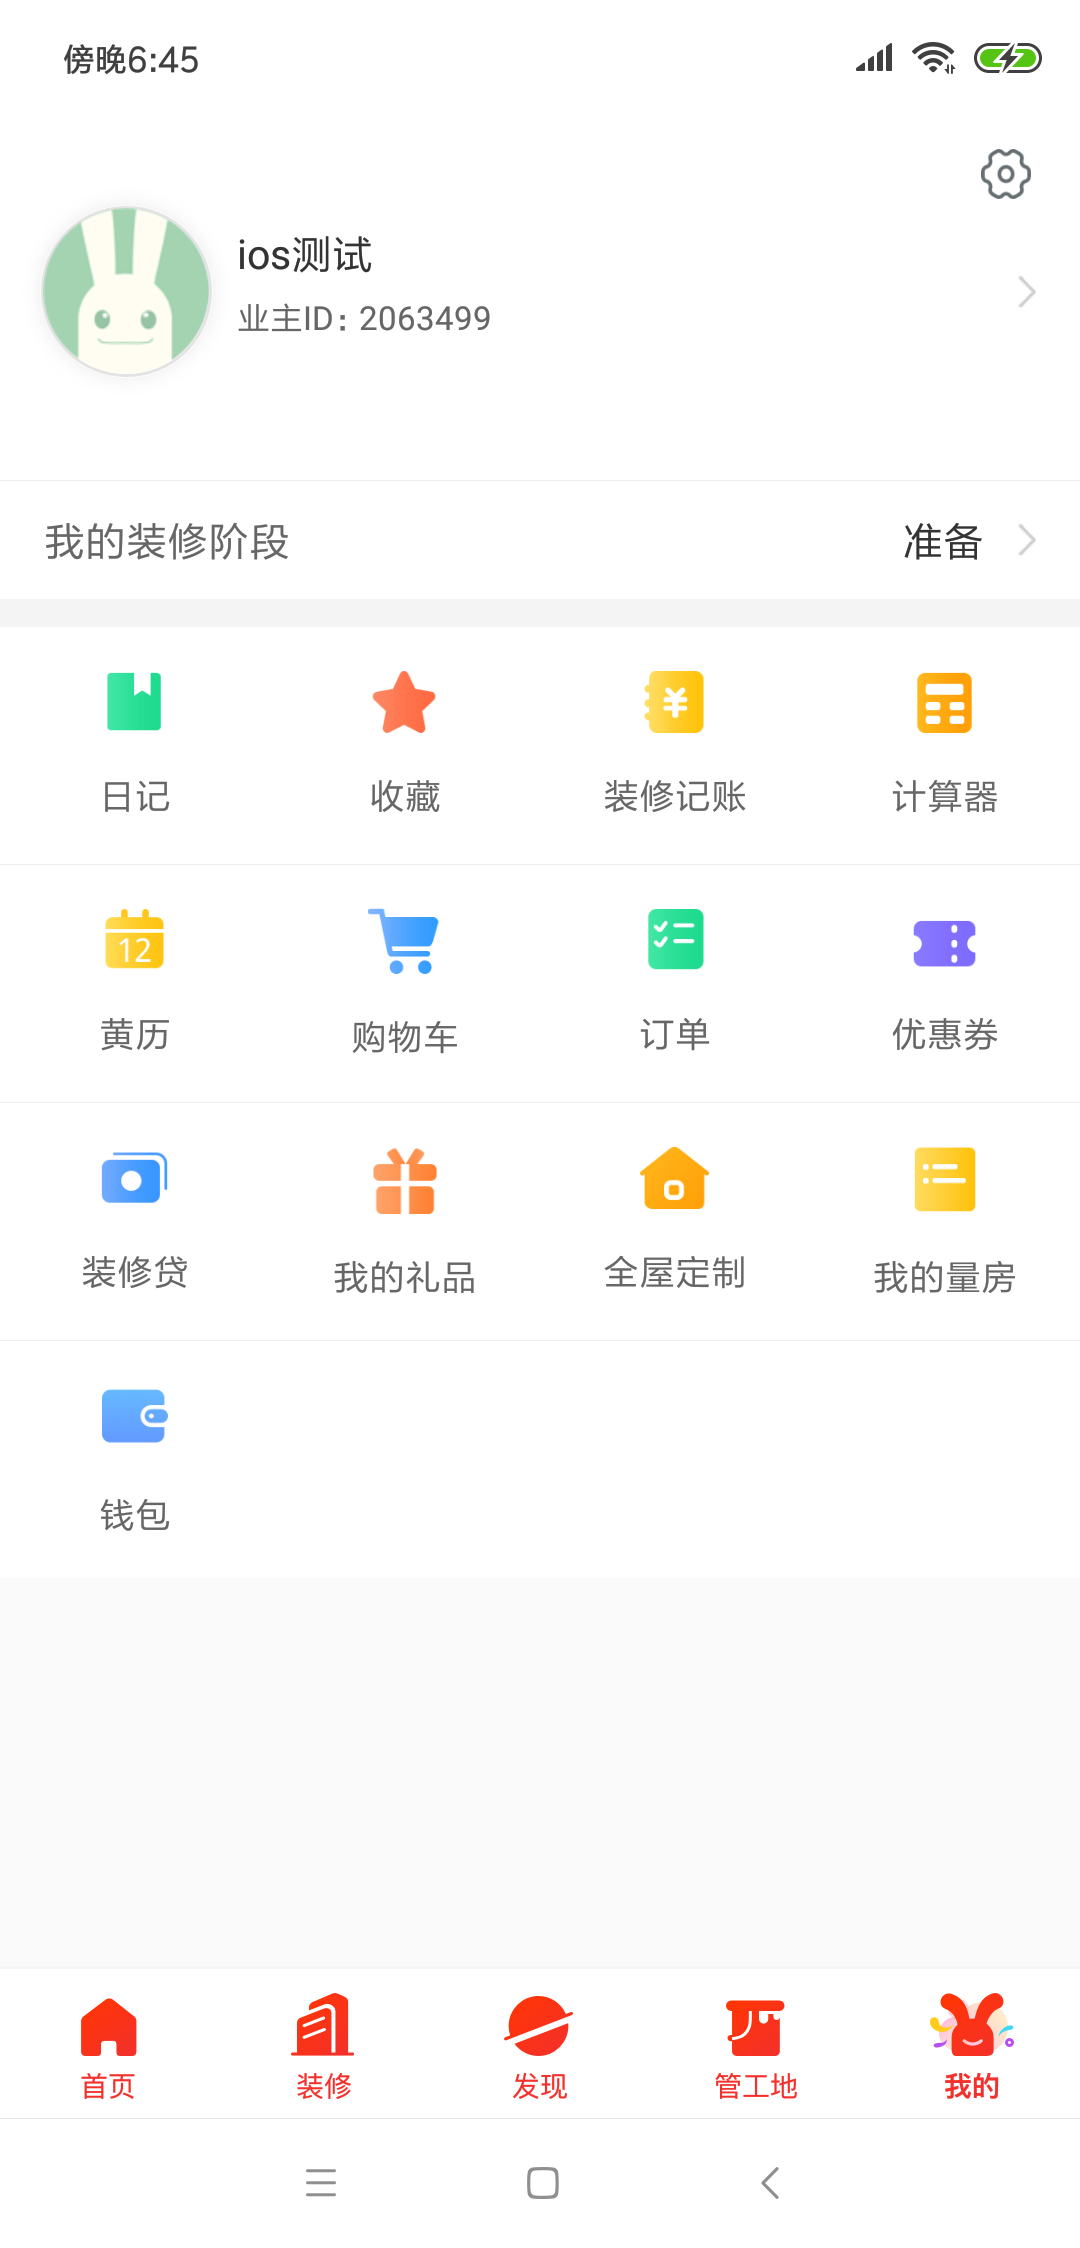 傍晚6:45
ios测试
业主ID: 2063499
我的装修阶段 准备
日记 收藏 装修记账 计算器
12
黄历 购物车 订单 优惠券
装修贷 我的礼品 全屋定制 我的量房
钱包
首页 装修 发现 管工地 我的